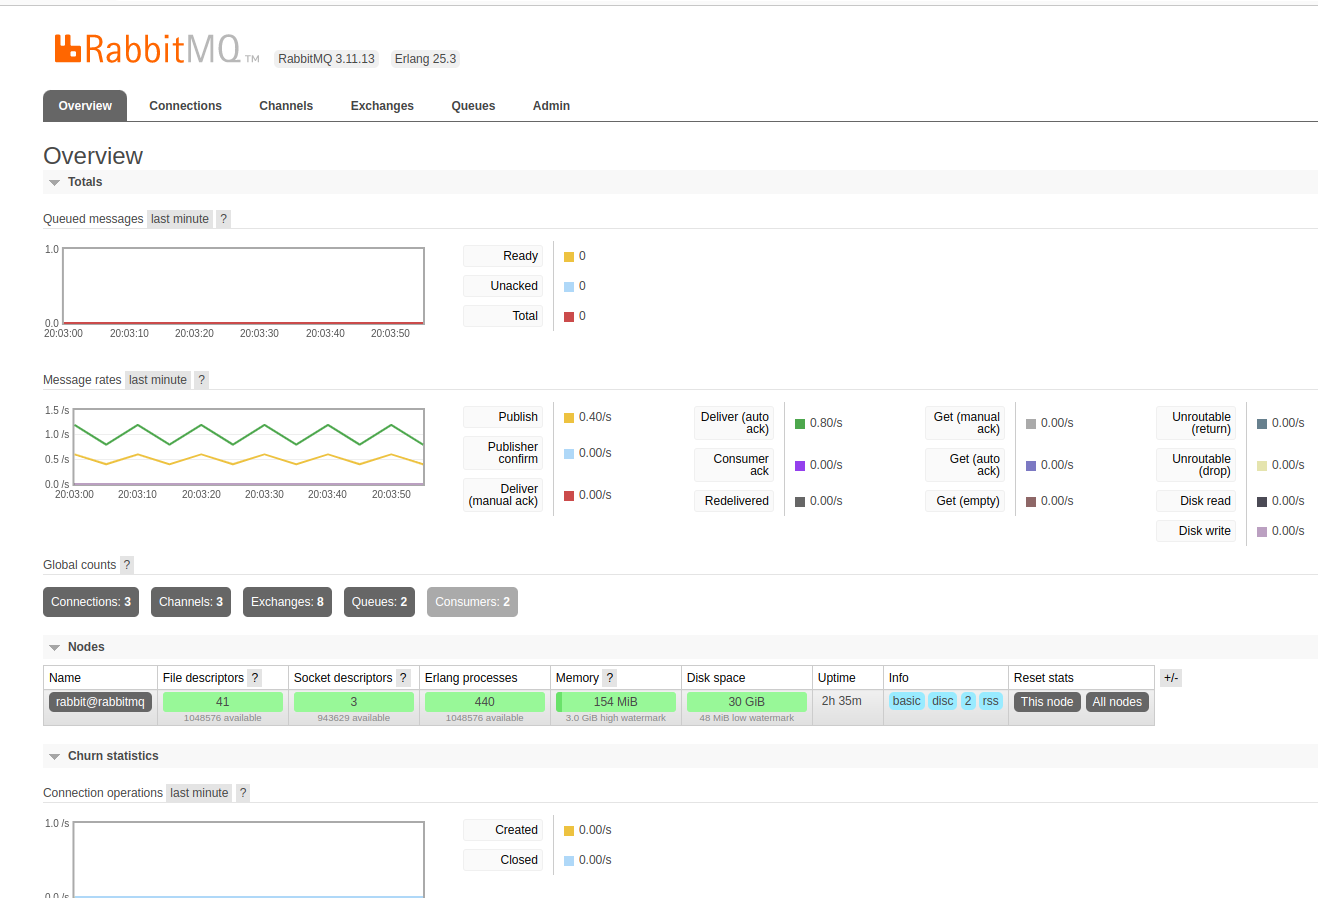 RabbitMQ TM RabbitMQ 3.11.13 Erlang 25.3
Overview Connections Channels Exchanges Queues Admin
Overview
Totals
Queued messages last minute ?
1.0
0.0
20:03:00 20:03:10 20:03:20 20:03:30 20:03:40 20:03:50
Ready 0
Unacked 0
Total 0
Message rates last minute ?
1.5 /s
1.0 /s
0.5 /s
0.0 /s
20:03:00 20:03:10 20:03:20 20:03:30 20:03:40 20:03:50
Publish 0.40/s
Publisher
confirm 0.00/s
Deliver
(manual ack) 0.00/s
Deliver (auto
ack) 0.80/s
Consumer
ack 0.00/s
Redelivered 0.00/s
Get (manual
ack) 0.00/s
Get (auto
ack) 0.00/s
Get (empty) 0.00/s
Unroutable
(return) 0.00/s
Unroutable
(drop) 0.00/s
Disk read 0.00/s
Disk write 0.00/s
Global counts ?
Connections: 3 Channels: 3 Exchanges: 8 Queues: 2 Consumers: 2
Nodes
Name File descriptors ? Socket descriptors ? Erlang processes Memory ? Disk space Uptime Info Reset stats +/-
rabbit@rabbitmq 41 3 440 154 MiB 30 GiB 2h 35m basic disc 2 rss This node All nodes
1048576 available 943629 available 1048576 available 3.0 GiB high watermark 48 MiB low watermark
Churn statistics
Connection operations last minute ?
1.0 /s
0.0 /s
Created 0.00/s
Closed 0.00/s